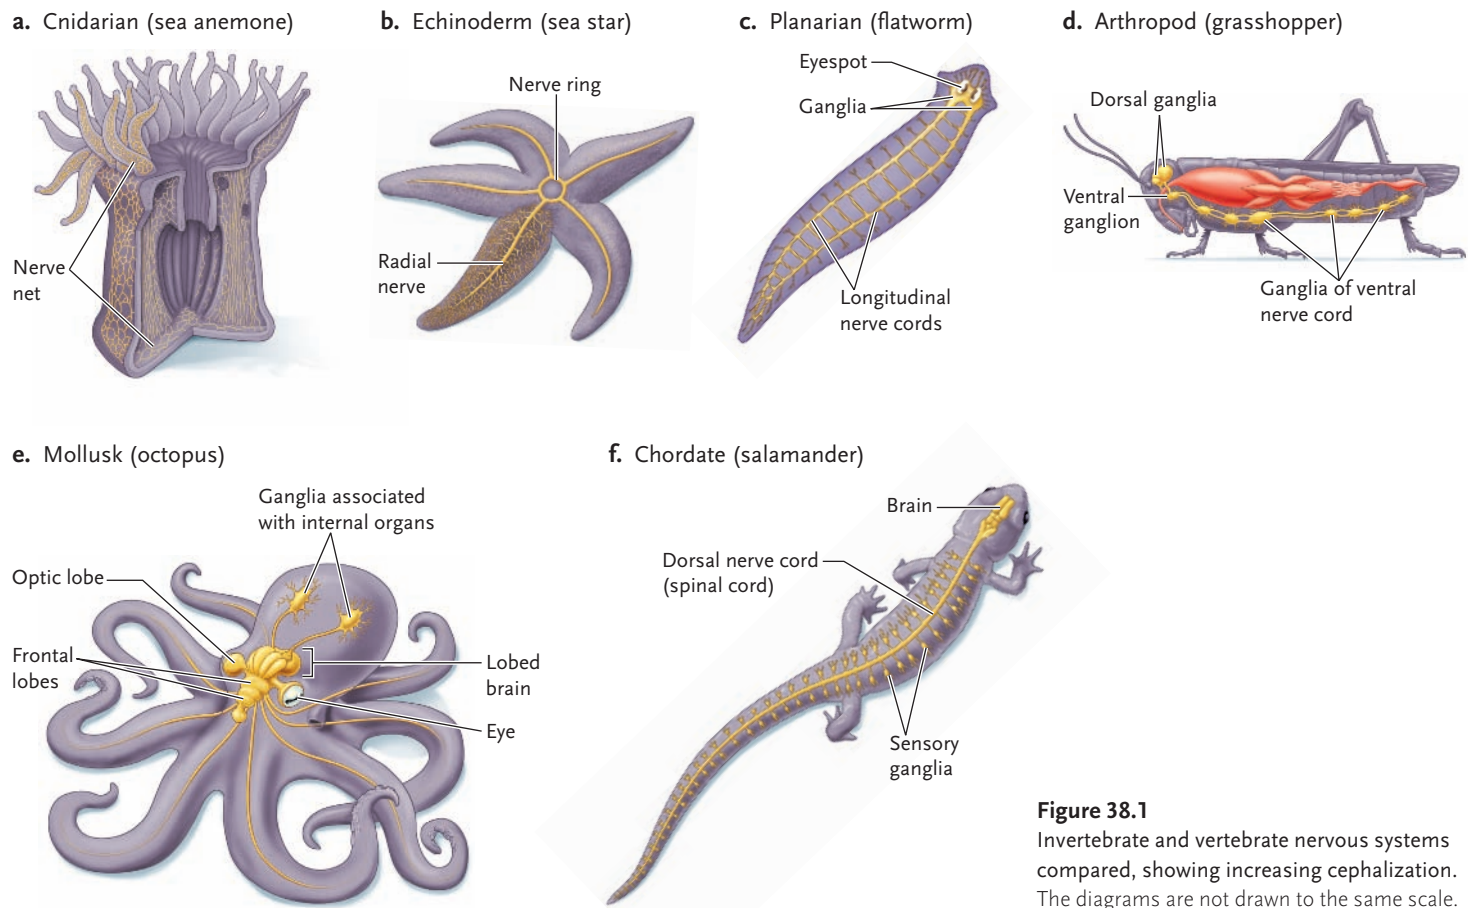 a. Cnidarian (sea anemone)
Nerve
net
b. Echinoderm (sea star)
Nerve ring
Radial
nerve
c. Planarian (flatworm)
Eyespot
Ganglia
Longitudinal
nerve cords
d. Arthropod (grasshopper)
Dorsal ganglia
Ventral
ganglion
Ganglia of ventral
nerve cord
e. Mollusk (octopus)
Ganglia associated
with internal organs
Optic lobe
Frontal
lobes
Lobed
brain
Eye
f. Chordate (salamander)
Brain
Dorsal nerve cord
(spinal cord)
Sensory
ganglia
Figure 38.1
Invertebrate and vertebrate nervous systems
compared, showing increasing cephalization.
The diagrams are not drawn to the same scale.